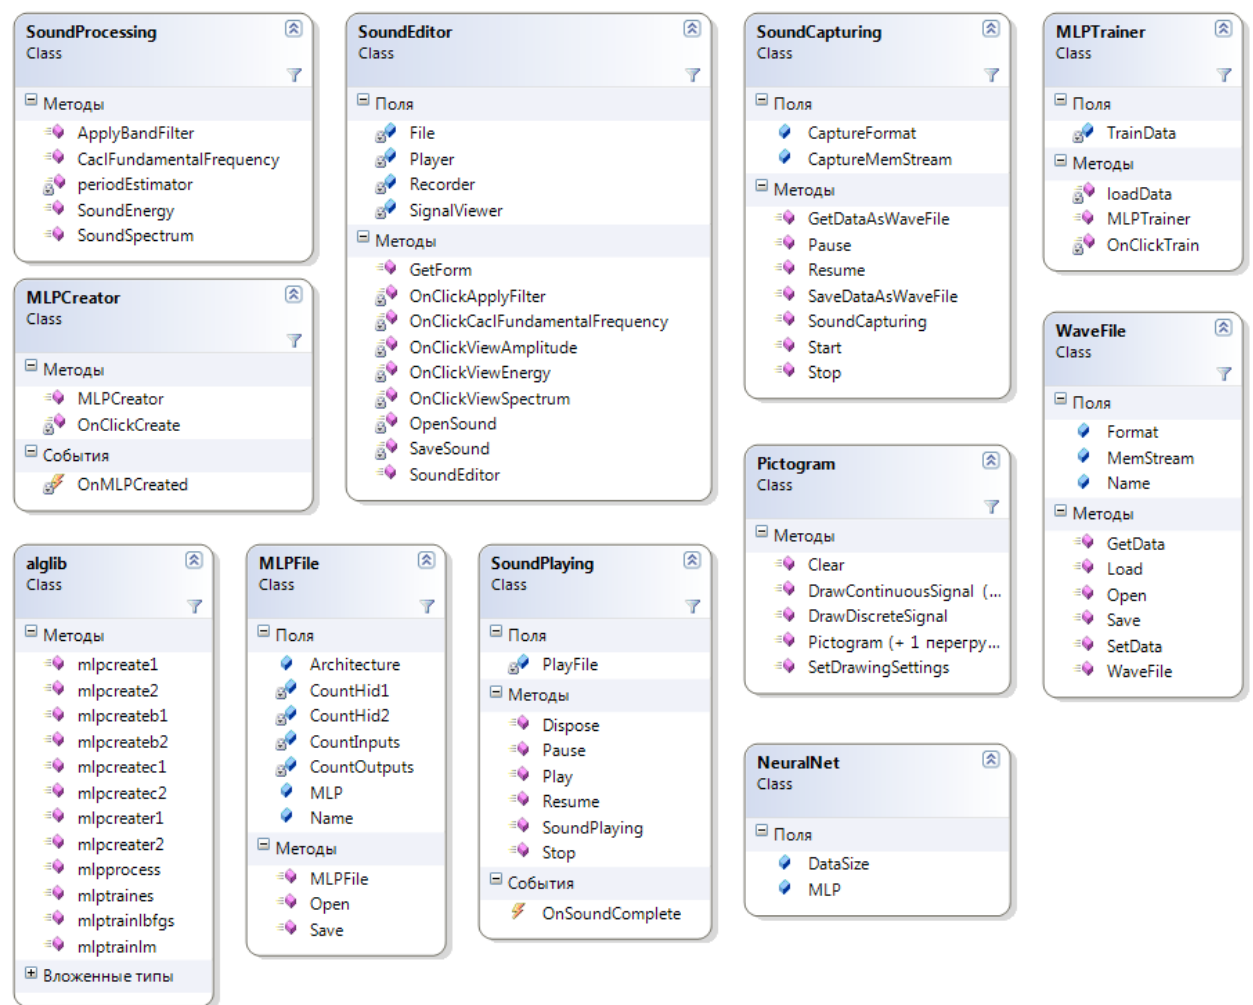 SoundProcessing
Class
Методы
ApplyBandFilter
CaclFundamentalFrequency
periodEstimator
SoundEnergy
SoundSpectrum
MLPCreator
Class
Методы
MLPCreator
OnClickCreate
События
OnMLPCreated
SoundEditor
Class
Поля
File
Player
Recorder
SignalViewer
Методы
GetForm
OnClickApplyFilter
OnClickCaclFundamentalFrequency
OnClickViewAmplitude
OnClickViewEnergy
OnClickViewSpectrum
OpenSound
SaveSound
SoundEditor
SoundCapturing
Class
Поля
CaptureFormat
CaptureMemStream
Методы
GetDataAsWaveFile
Pause
Resume
SaveDataAsWaveFile
SoundCapturing
Start
Stop
MLPTrainer
Class
Поля
TrainData
Методы
loadData
MLPTrainer
OnClickTrain
WaveFile
Class
Поля
Format
MemStream
Name
Методы
GetData
Load
Open
Save
SetData
WaveFile
Pictogram
Class
Методы
Clear
DrawContinuousSignal (...
DrawDiscreteSignal
Pictogram (+ 1 перегру...
SetDrawingSettings
alglib
Class
Методы
mlpcreate1
mlpcreate2
mlpcreateb1
mlpcreateb2
mlpcreatec1
mlpcreatec2
mlpcreater1
mlpcreater2
mlpprocess
mlptraines
mlptrainlbfgs
mlptrainlm
Вложенные типы
MLPFile
Class
Поля
Architecture
CountHid1
CountHid2
CountInputs
CountOutputs
MLP
Name
Методы
MLPFile
Open
Save
SoundPlaying
Class
Поля
PlayFile
Методы
Dispose
Pause
Play
Resume
SoundPlaying
Stop
События
OnSoundComplete
NeuralNet
Class
Поля
DataSize
MLP